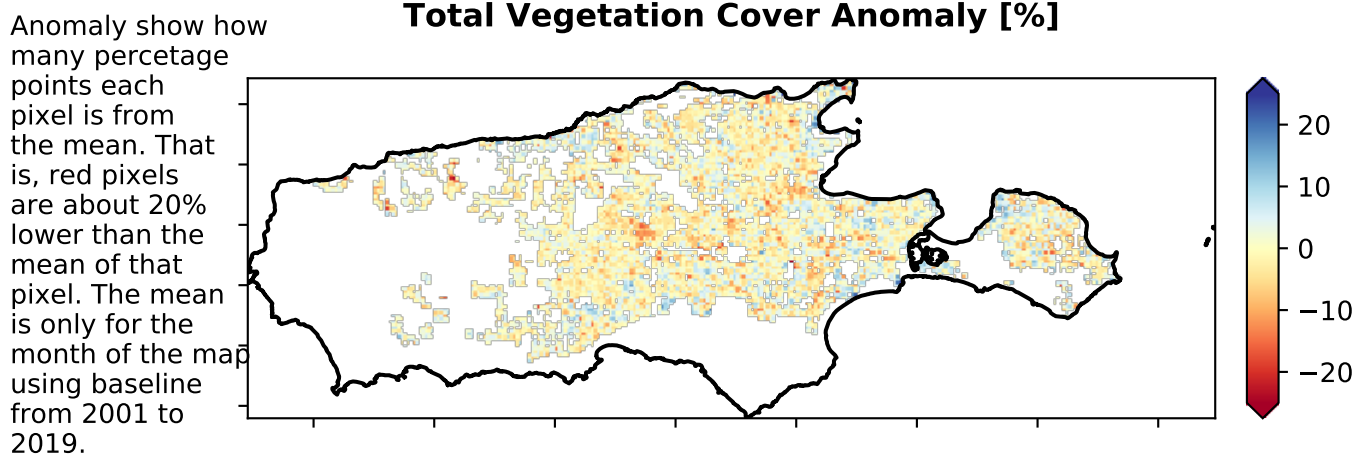 Total Vegetation Cover Anomaly [%]
Anomaly show how
many percetage
points each
pixel is from
the mean. That
is, red pixels
are about 20%
lower than the
mean of that
pixel. The mean
is only for the
month of the map
using baseline
from 2001 to
2019.
20
10
0
−10
−20